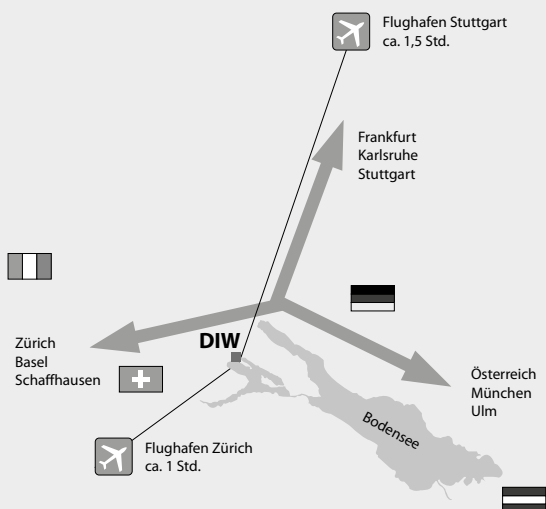 Flughafen Stuttgart
ca. 1,5 Std.
Frankfurt
Karlsruhe
Stuttgart
DIW
Zürich
Basel
Schaffhausen
Österreich
München
Ulm
Bodensee
Flughafen Zürich
ca. 1 Std.